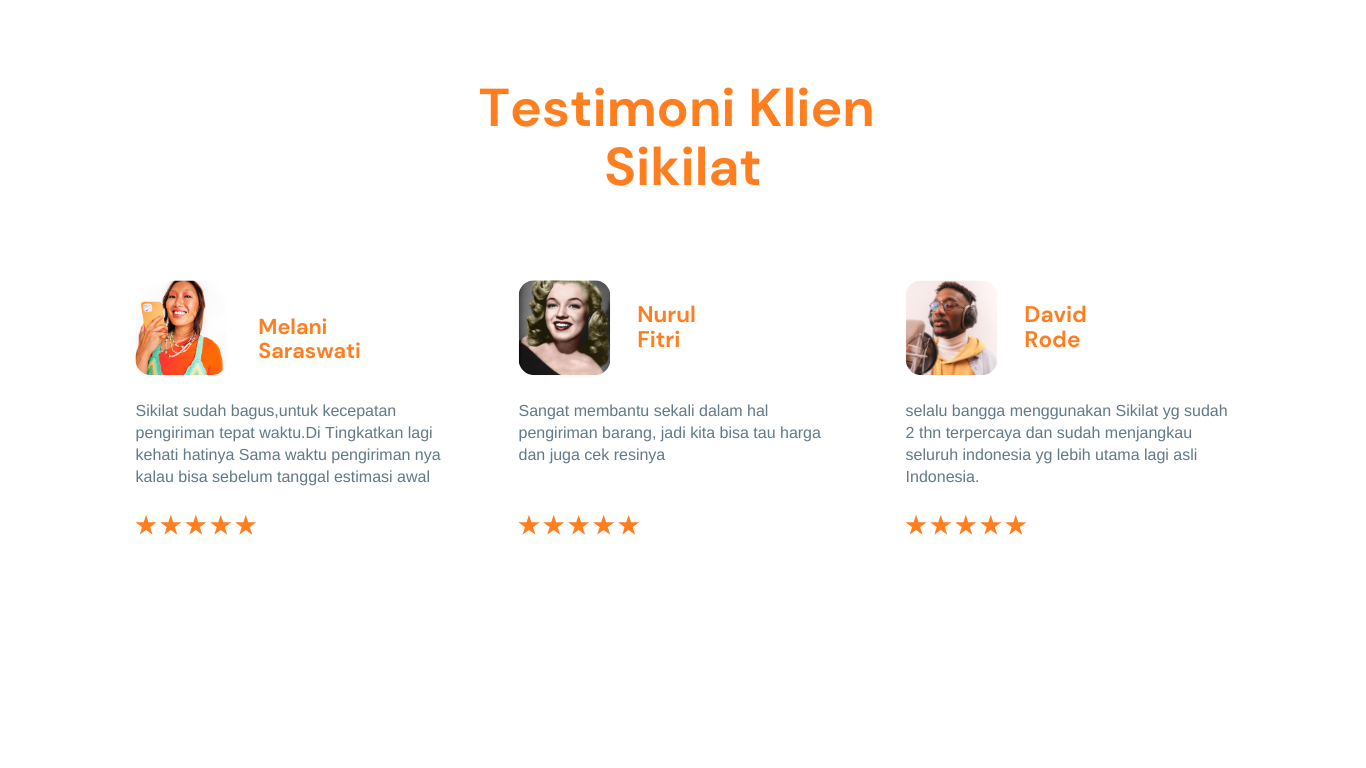 Testimoni Klien
Sikilat
Melani
Saraswati
Sikilat sudah bagus,untuk kecepatan
pengiriman tepat waktu.Di Tingkatkan lagi
kehati hatinya Sama waktu pengiriman nya
kalau bisa sebelum tanggal estimasi awal
Nurul
Fitri
Sangat membantu sekali dalam hal
pengiriman barang, jadi kita bisa tau harga
dan juga cek resinya
David
Rode
selalu bangga menggunakan Sikilat yg sudah
2 thn terpercaya dan sudah menjangkau
seluruh indonesia yg lebih utama lagi asli
Indonesia.